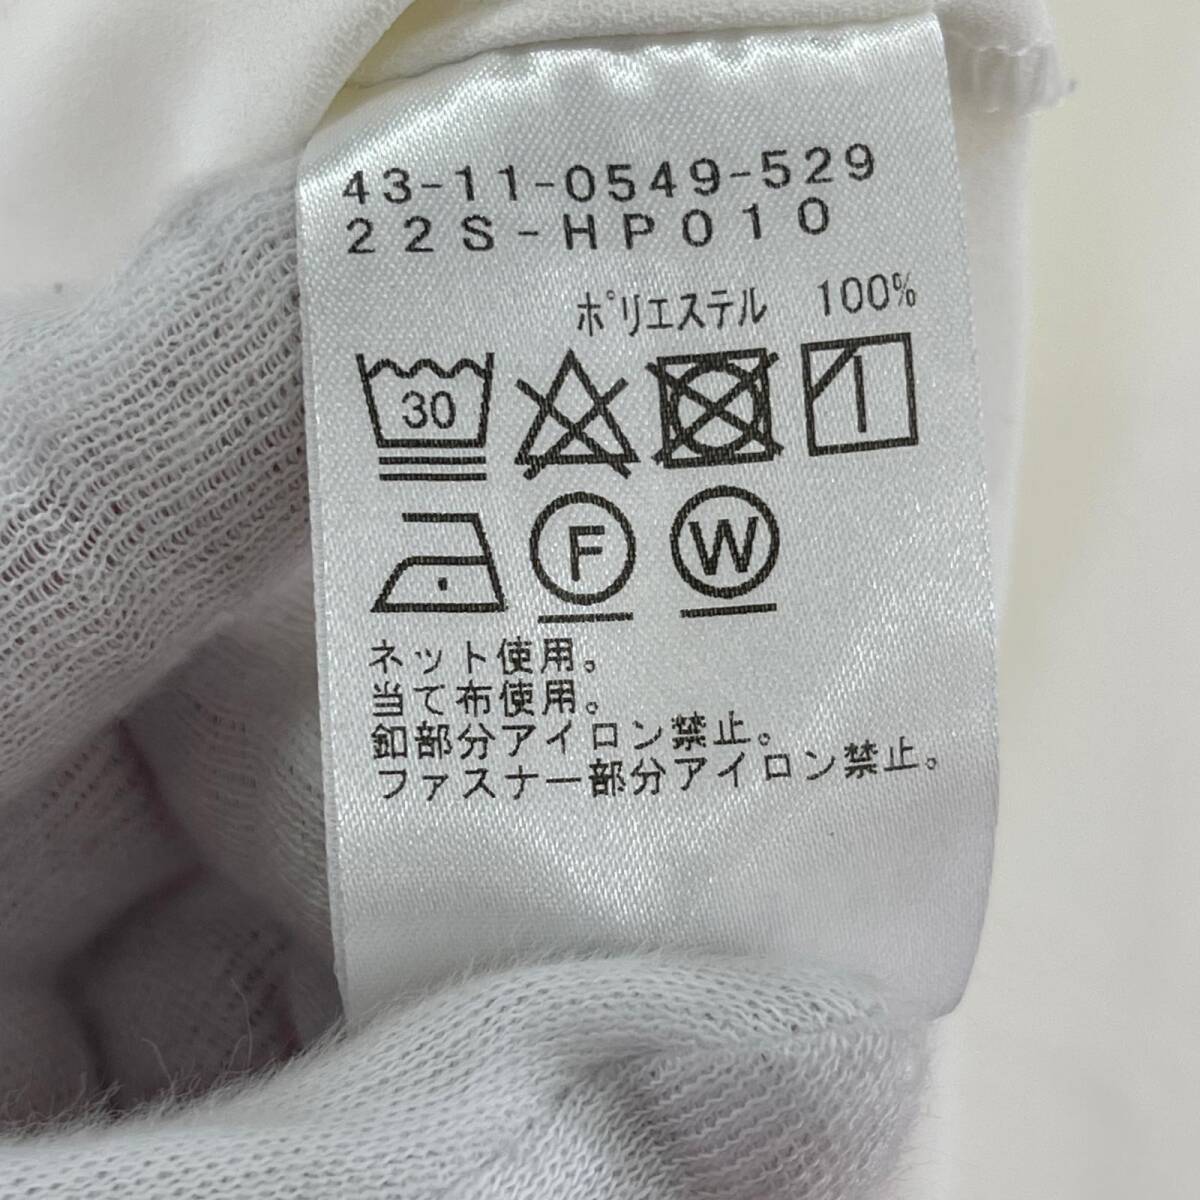 43-11-0549-529
22S-HP010
ポリエステル 100%
30
F W
ネット使用。
当て布使用。
釦部分アイロン禁止。
ファスナー部分アイロン禁止。